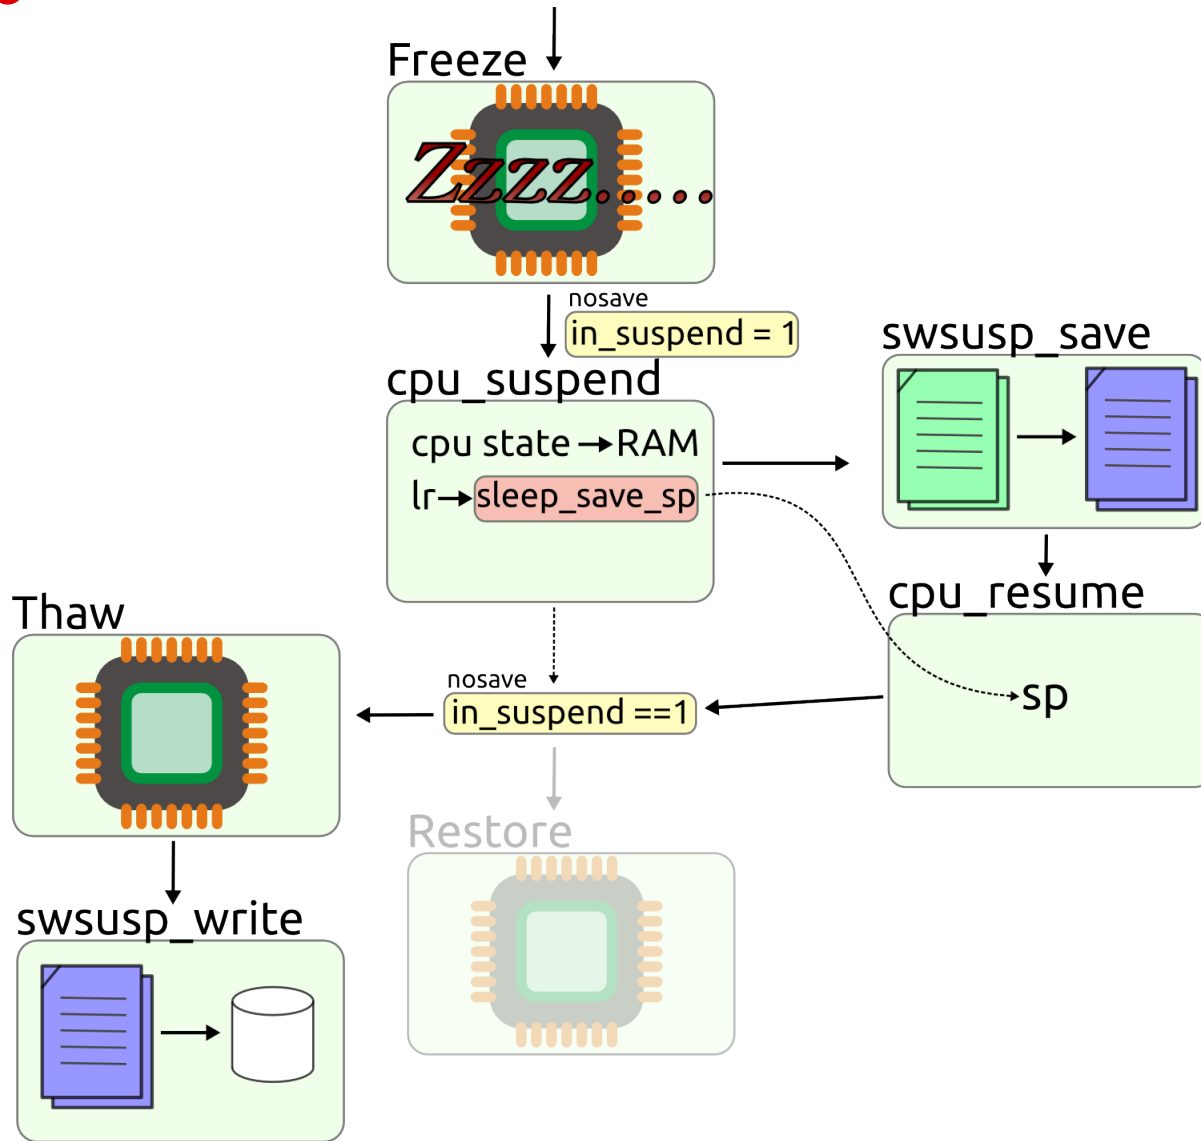 Freeze
Zzzz.....
nosave
in_suspend = 1
swsusp_save
cpu_suspend
cpu state → RAM
lr → sleep_save_sp
cpu_resume
Thaw
sp
nosave
in_suspend ==1
Restore
swsusp_write